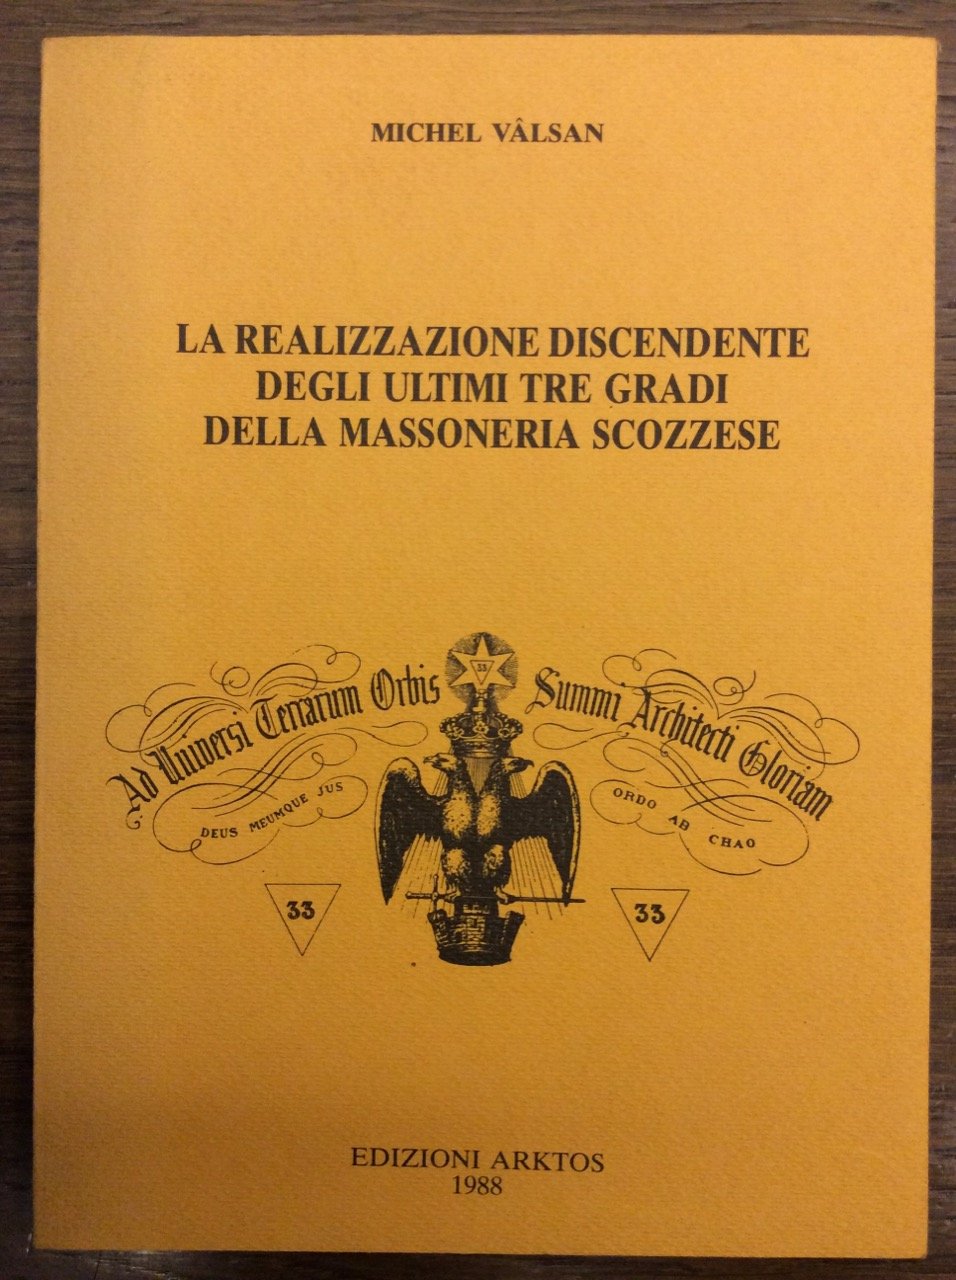 MICHEL VÂLSAN
LA REALIZZAZIONE DISCENDENTE
DEGLI ULTIMI TRE GRADI
DELLA MASSONERIA SCOZZESE
33
Ad Universi Terrarum Orbis Summi Architecti Gloriam
DEUS MEUMQUE JUS
ORDO AB CHAO
33
33
EDIZIONI ARKTOS
1988